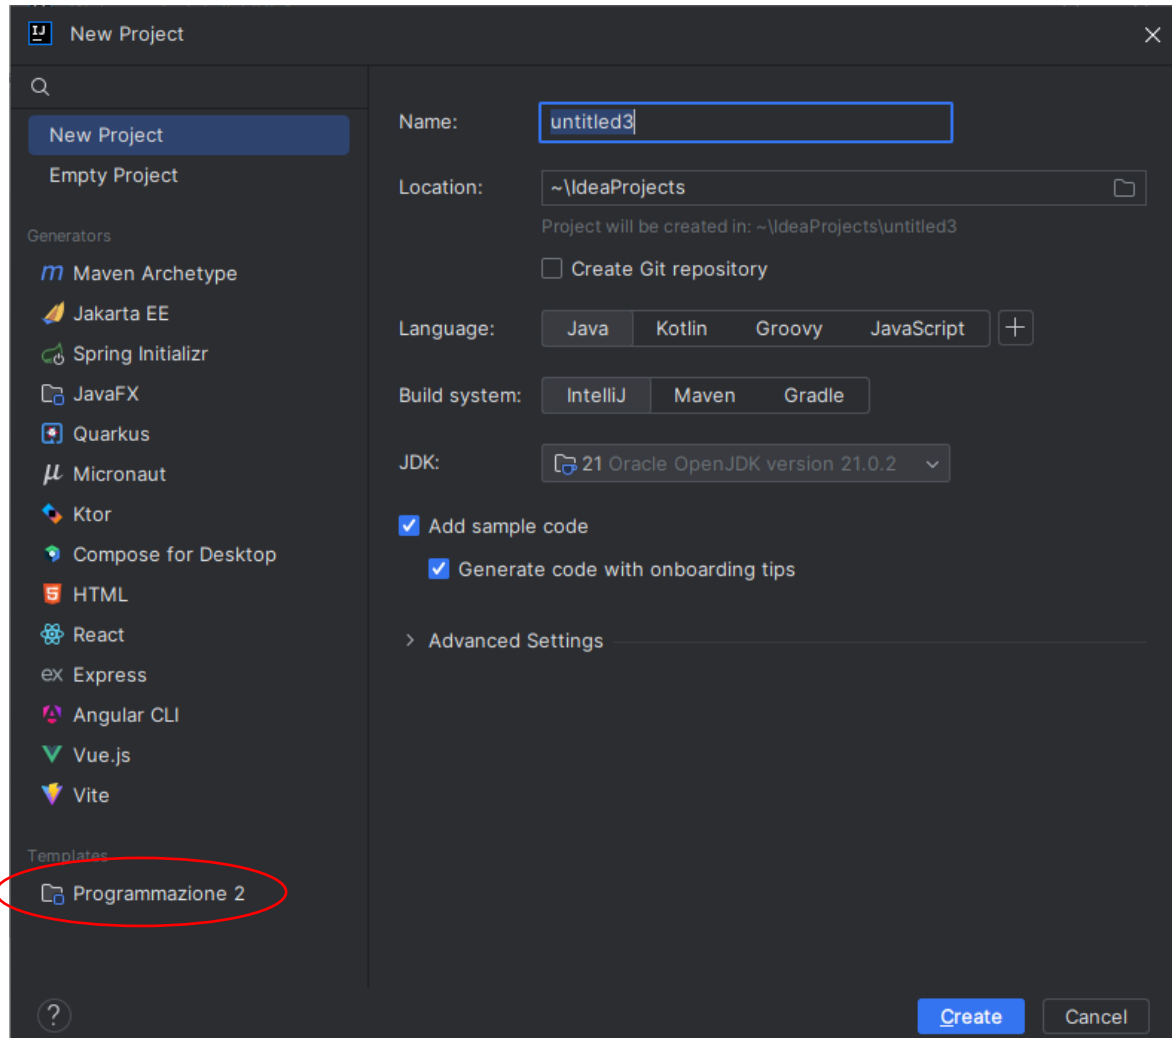 IJ
New Project
New Project
Empty Project
Generators
Maven Archetype
Jakarta EE
Spring Initializr
JavaFX
Quarkus
μ Micronaut
Ktor
Compose for Desktop
HTML
React
ex Express
Angular CLI
Vue.js
Vite
Templates
Programmazione 2
Name: untitled3
Location: ~\IdeaProjects
Project will be created in: ~\IdeaProjects\untitled3
Create Git repository
Language: Java Kotlin Groovy JavaScript +
Build system: IntelliJ Maven Gradle
JDK: 21 Oracle OpenJDK version 21.0.2
Add sample code
Generate code with onboarding tips
Advanced Settings
? Create Cancel